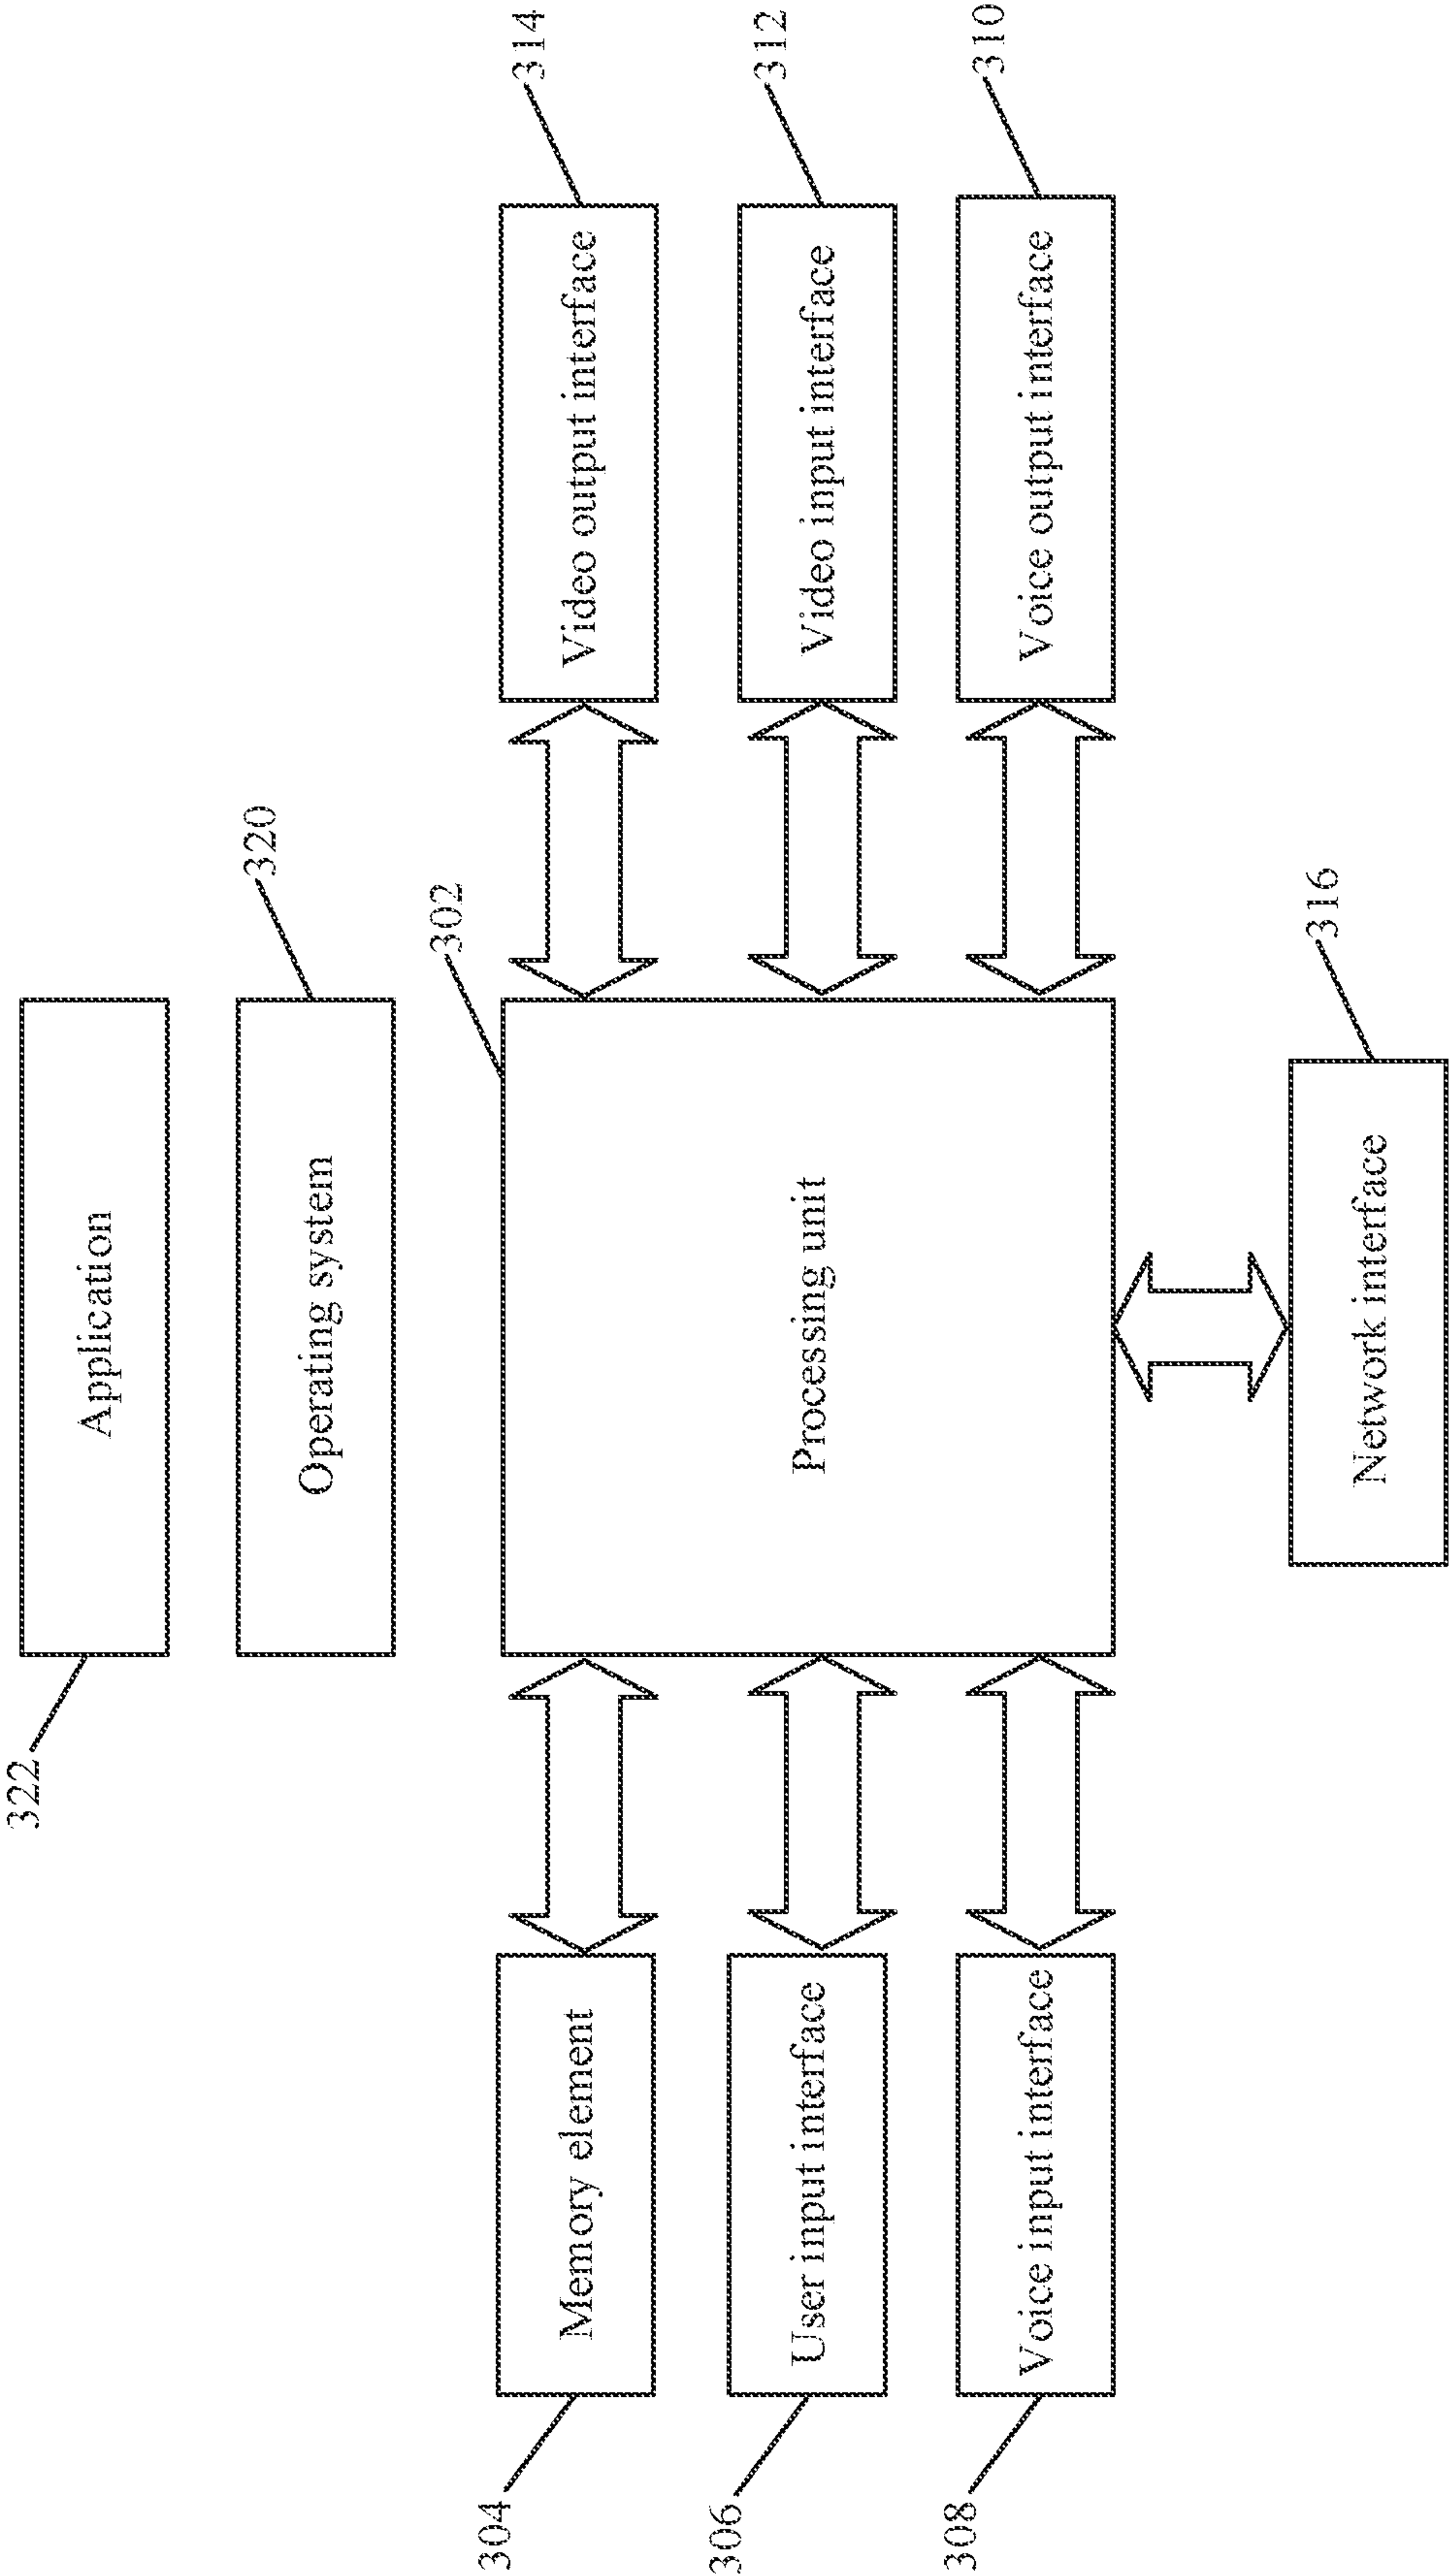 322
Application
Operating system
320
302
Processing unit
304
Memory element
306
User input interface
308
Voice input interface
Video output interface
314
Video input interface
312
Voice output interface
310
Network interface
316